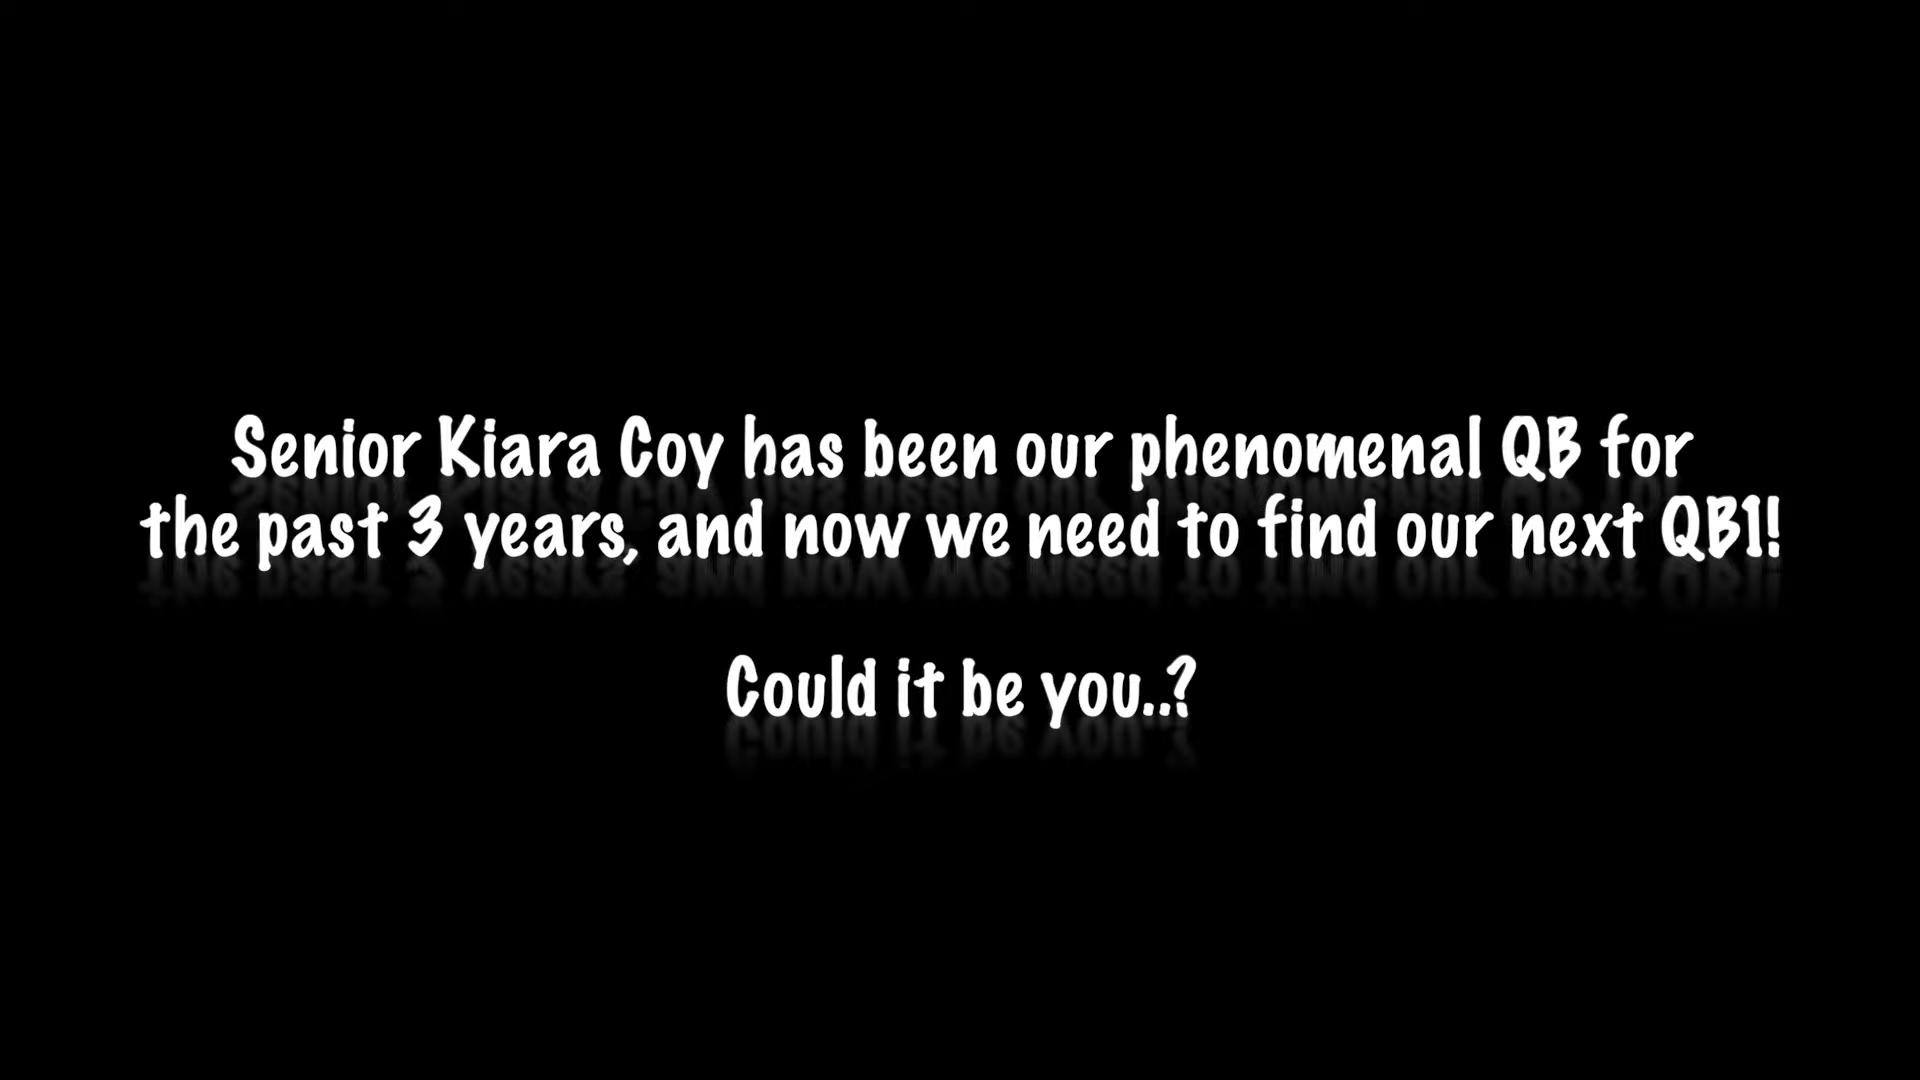 Senior Kiara Coy has been our phenomenal QB for
the past 3 years, and now we need to find our next QB1!
Could it be you..?